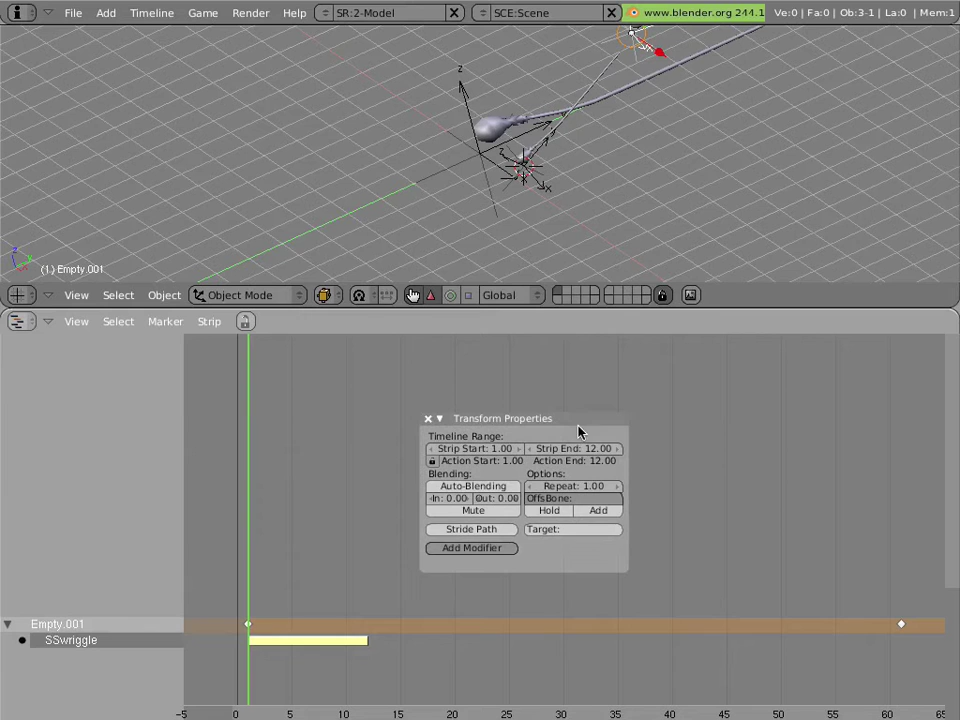 File Add Timeline Game Render Help SR:2-Model SCE:Scene www.blender.org 244.1 Ve:0 | Fa:0 | Ob:3-1 | La:0 | Mem:1
z
z
x
z
y
x
(1) Empty.001
View Select Object Object Mode Global
View Select Marker Strip
Transform Properties
Timeline Range:
Strip Start: 1.00 Strip End: 12.00
Action Start: 1.00 Action End: 12.00
Blending: Options:
Auto-Blending Repeat: 1.00
In: 0.00 Out: 0.00 OffsBone:
Mute Hold Add
Stride Path Target:
Add Modifier
Empty.001
SSwriggle
-5 0 5 10 15 20 25 30 35 40 45 50 55 60 65